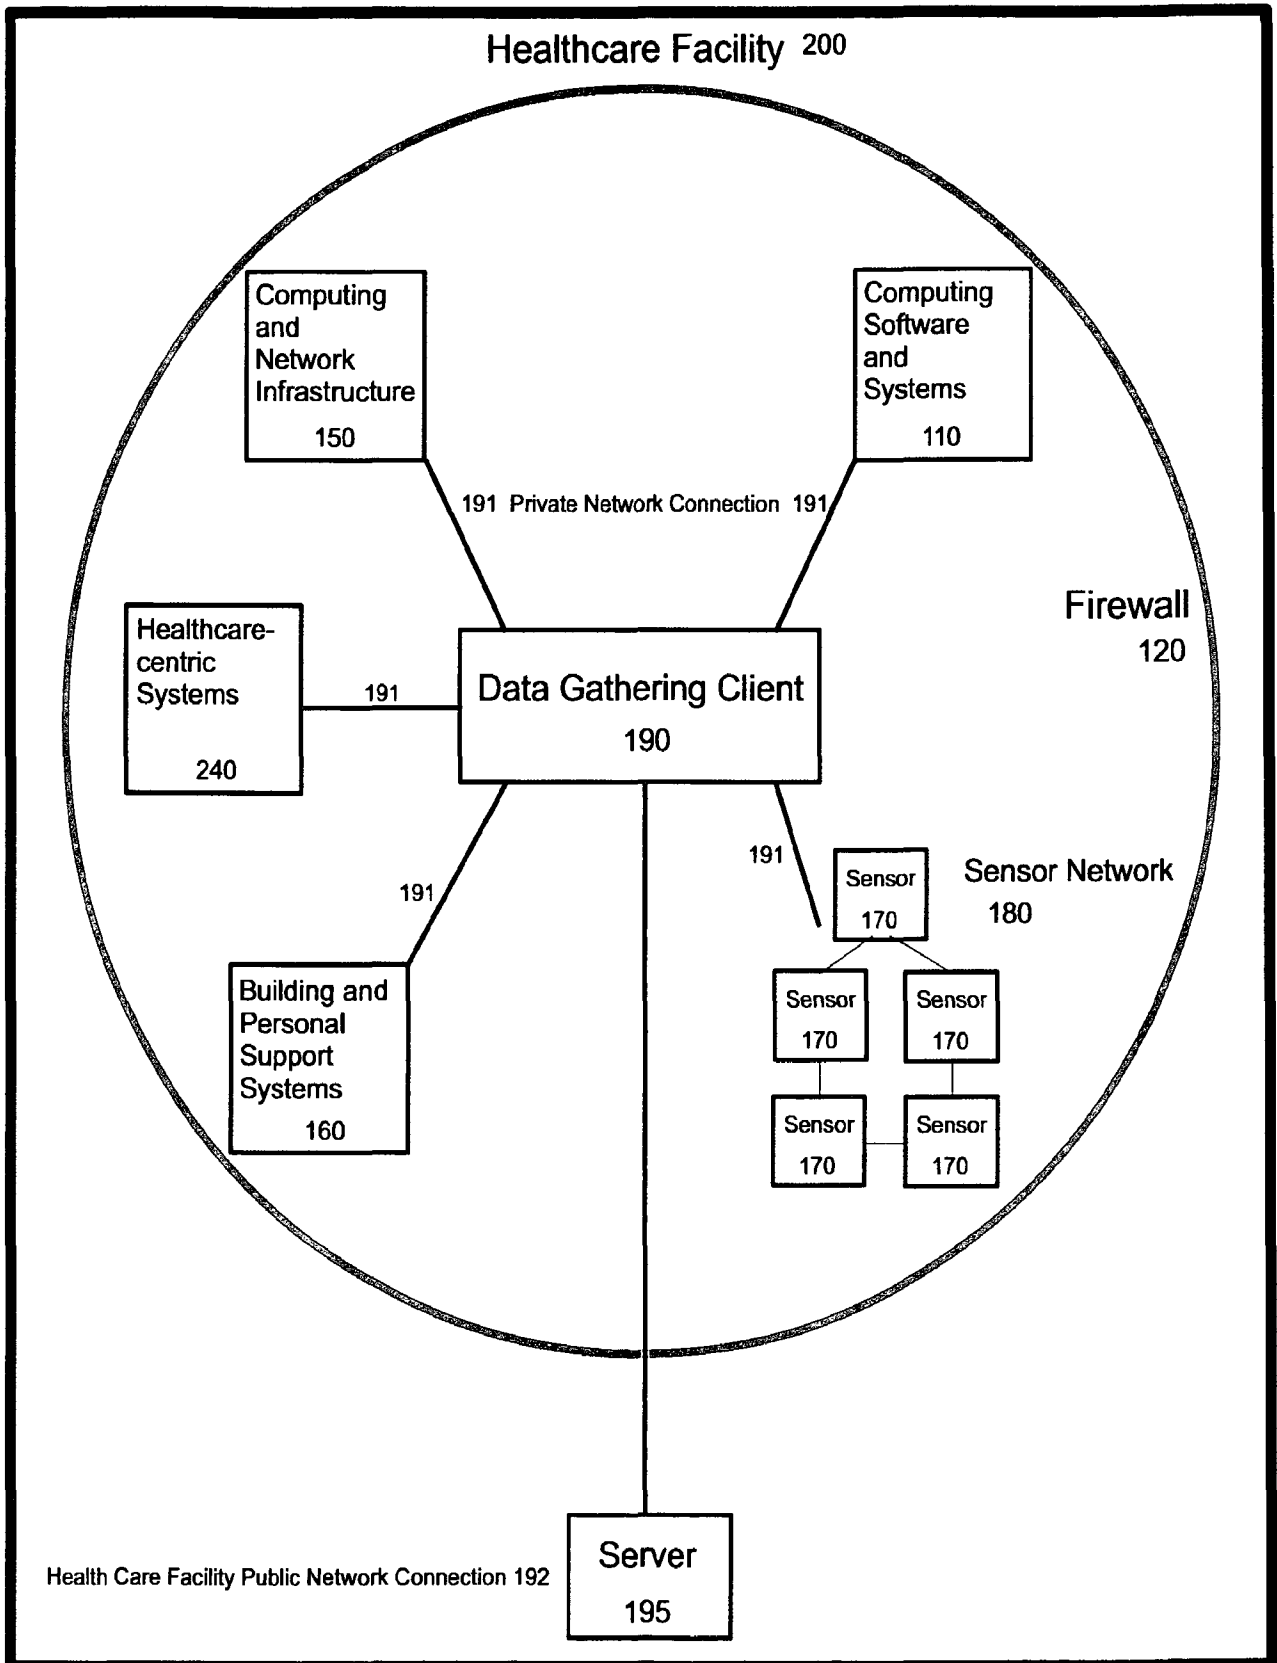 Healthcare Facility 200
Computing
and
Network
Infrastructure
150
Computing
Software
and
Systems
110
191 Private Network Connection 191
Firewall
120
Healthcare-
centric
Systems
240
191
Data Gathering Client
190
191
191
Sensor
170
Sensor Network
180
Building and
Personal
Support
Systems
160
Sensor
170
Sensor
170
Sensor
170
Sensor
170
Server
195
Health Care Facility Public Network Connection 192